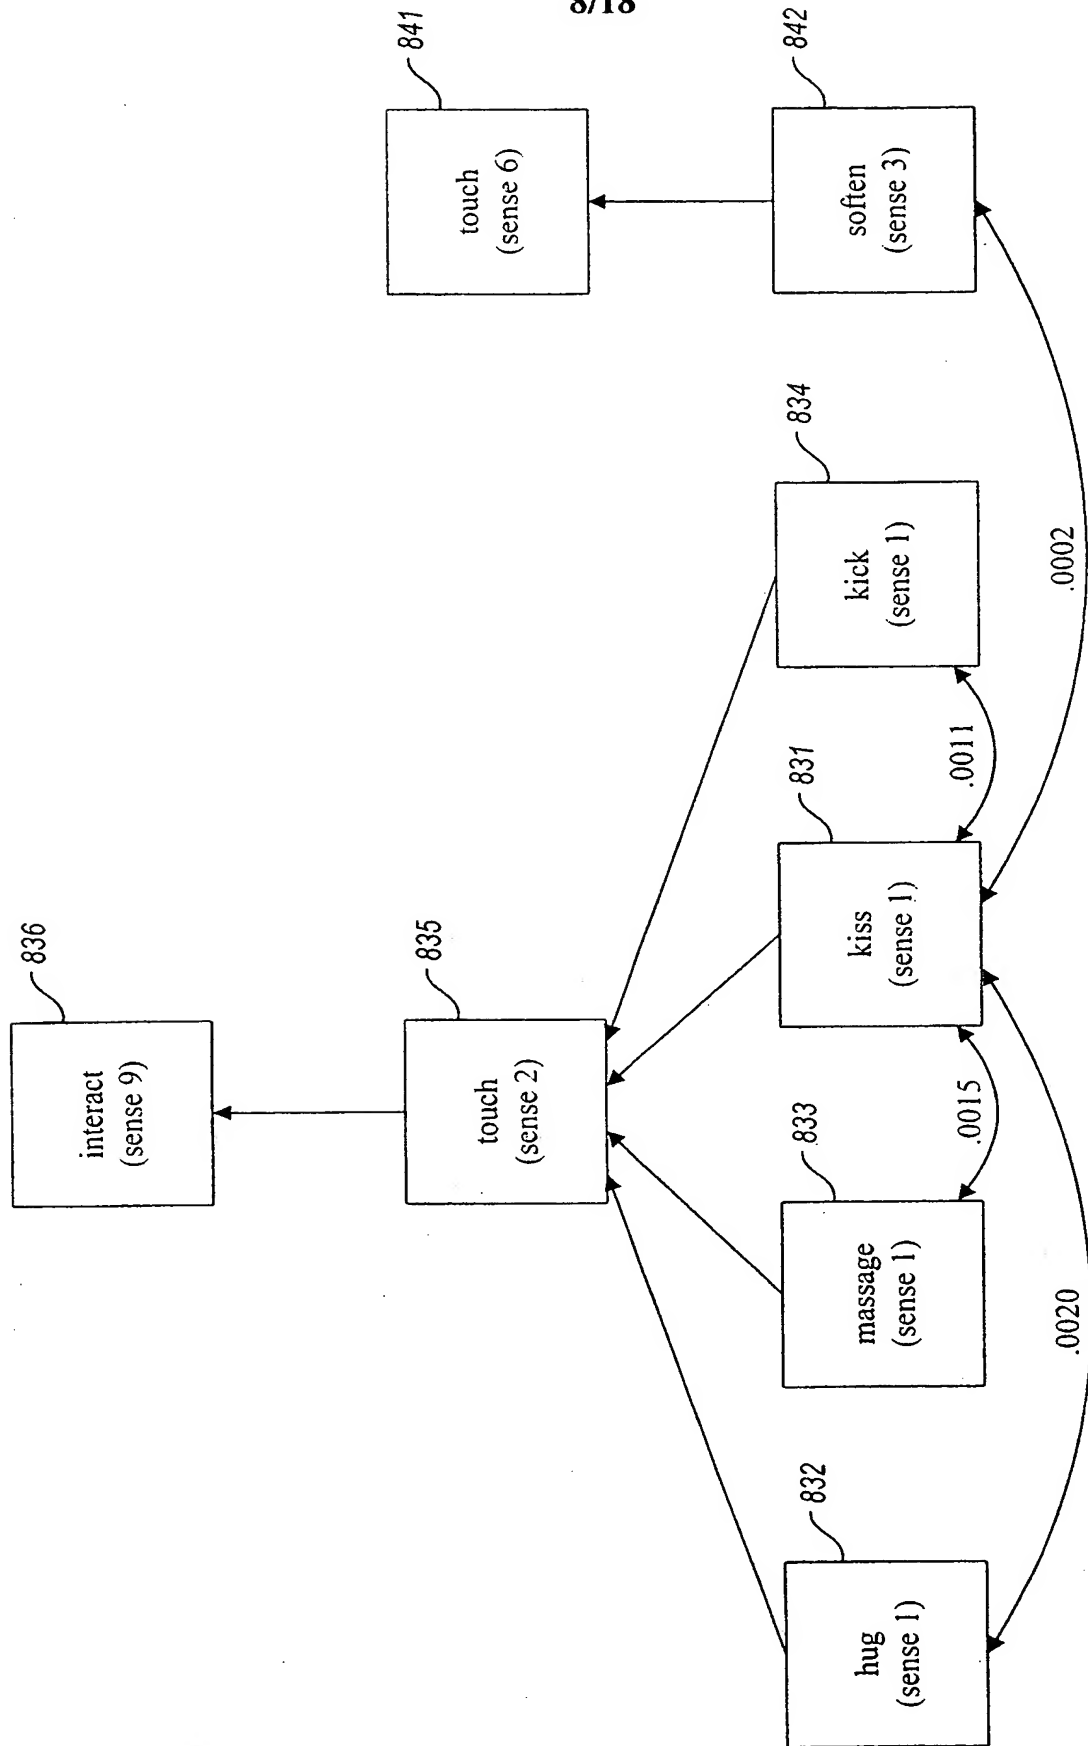 8/18
836
interact
(sense 9)
835
touch
(sense 2)
841
touch
(sense 6)
832
hug
(sense 1)
833
massage
(sense 1)
831
kiss
(sense 1)
834
kick
(sense 1)
842
soften
(sense 3)
.0015
.0011
.0020
.0002